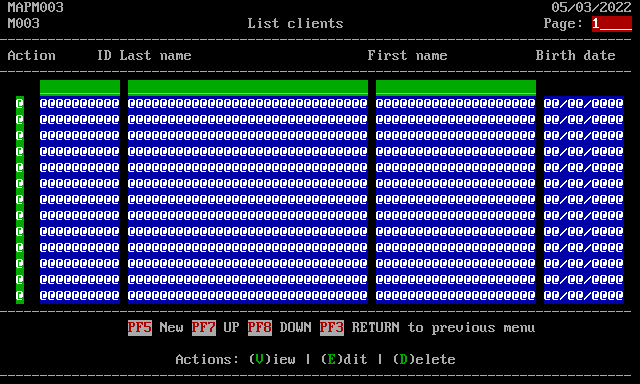 MAPM003 05/03/2022
M003 List clients Page: 1____
Action ID Last name First name Birth date
@ @@@@@@@@@@ @@@@@@@@@@@@@@@@@@@@@@@@@@@@@@ @@@@@@@@@@@@@@@@@@@@ @@/@@/@@@@
@ @@@@@@@@@@ @@@@@@@@@@@@@@@@@@@@@@@@@@@@@@ @@@@@@@@@@@@@@@@@@@@ @@/@@/@@@@
@ @@@@@@@@@@ @@@@@@@@@@@@@@@@@@@@@@@@@@@@@@ @@@@@@@@@@@@@@@@@@@@ @@/@@/@@@@
@ @@@@@@@@@@ @@@@@@@@@@@@@@@@@@@@@@@@@@@@@@ @@@@@@@@@@@@@@@@@@@@ @@/@@/@@@@
@ @@@@@@@@@@ @@@@@@@@@@@@@@@@@@@@@@@@@@@@@@ @@@@@@@@@@@@@@@@@@@@ @@/@@/@@@@
@ @@@@@@@@@@ @@@@@@@@@@@@@@@@@@@@@@@@@@@@@@ @@@@@@@@@@@@@@@@@@@@ @@/@@/@@@@
@ @@@@@@@@@@ @@@@@@@@@@@@@@@@@@@@@@@@@@@@@@ @@@@@@@@@@@@@@@@@@@@ @@/@@/@@@@
@ @@@@@@@@@@ @@@@@@@@@@@@@@@@@@@@@@@@@@@@@@ @@@@@@@@@@@@@@@@@@@@ @@/@@/@@@@
@ @@@@@@@@@@ @@@@@@@@@@@@@@@@@@@@@@@@@@@@@@ @@@@@@@@@@@@@@@@@@@@ @@/@@/@@@@
@ @@@@@@@@@@ @@@@@@@@@@@@@@@@@@@@@@@@@@@@@@ @@@@@@@@@@@@@@@@@@@@ @@/@@/@@@@
@ @@@@@@@@@@ @@@@@@@@@@@@@@@@@@@@@@@@@@@@@@ @@@@@@@@@@@@@@@@@@@@ @@/@@/@@@@
@ @@@@@@@@@@ @@@@@@@@@@@@@@@@@@@@@@@@@@@@@@ @@@@@@@@@@@@@@@@@@@@ @@/@@/@@@@
@ @@@@@@@@@@ @@@@@@@@@@@@@@@@@@@@@@@@@@@@@@ @@@@@@@@@@@@@@@@@@@@ @@/@@/@@@@
PF5 New PF7 UP PF8 DOWN PF3 RETURN to previous menu
Actions: (V)iew | (E)dit | (D)elete